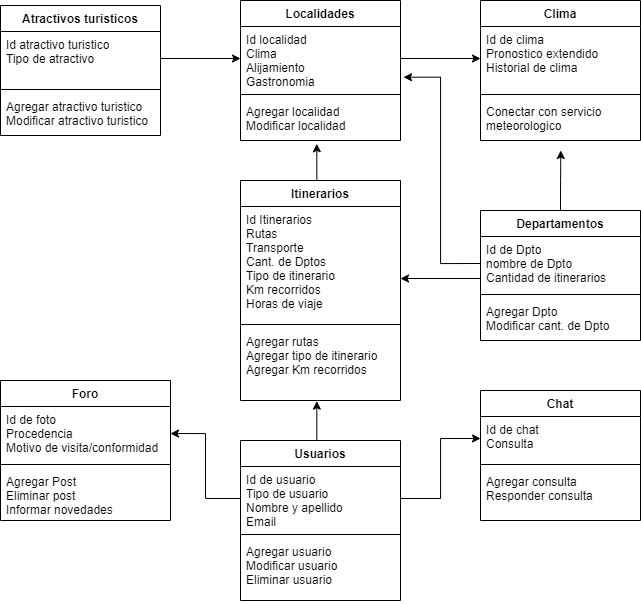 Atractivos turisticos
Id atractivo turistico
Tipo de atractivo
Agregar atractivo turistico
Modificar atractivo turistico
Localidades
Id localidad
Clima
Alijamiento
Gastronomia
Agregar localidad
Modificar localidad
Clima
Id de clima
Pronostico extendido
Historial de clima
Conectar con servicio
meteorologico
Itinerarios
Id Itinerarios
Rutas
Transporte
Cant. de Dptos
Tipo de itinerario
Km recorridos
Horas de viaje
Agregar rutas
Agregar tipo de itinerario
Agregar Km recorridos
Departamentos
Id de Dpto
nombre de Dpto
Cantidad de itinerarios
Agregar Dpto
Modificar cant. de Dpto
Foro
Id de foto
Procedencia
Motivo de visita/conformidad
Agregar Post
Eliminar post
Informar novedades
Usuarios
Id de usuario
Tipo de usuario
Nombre y apellido
Email
Agregar usuario
Modificar usuario
Eliminar usuario
Chat
Id de chat
Consulta
Agregar consulta
Responder consulta